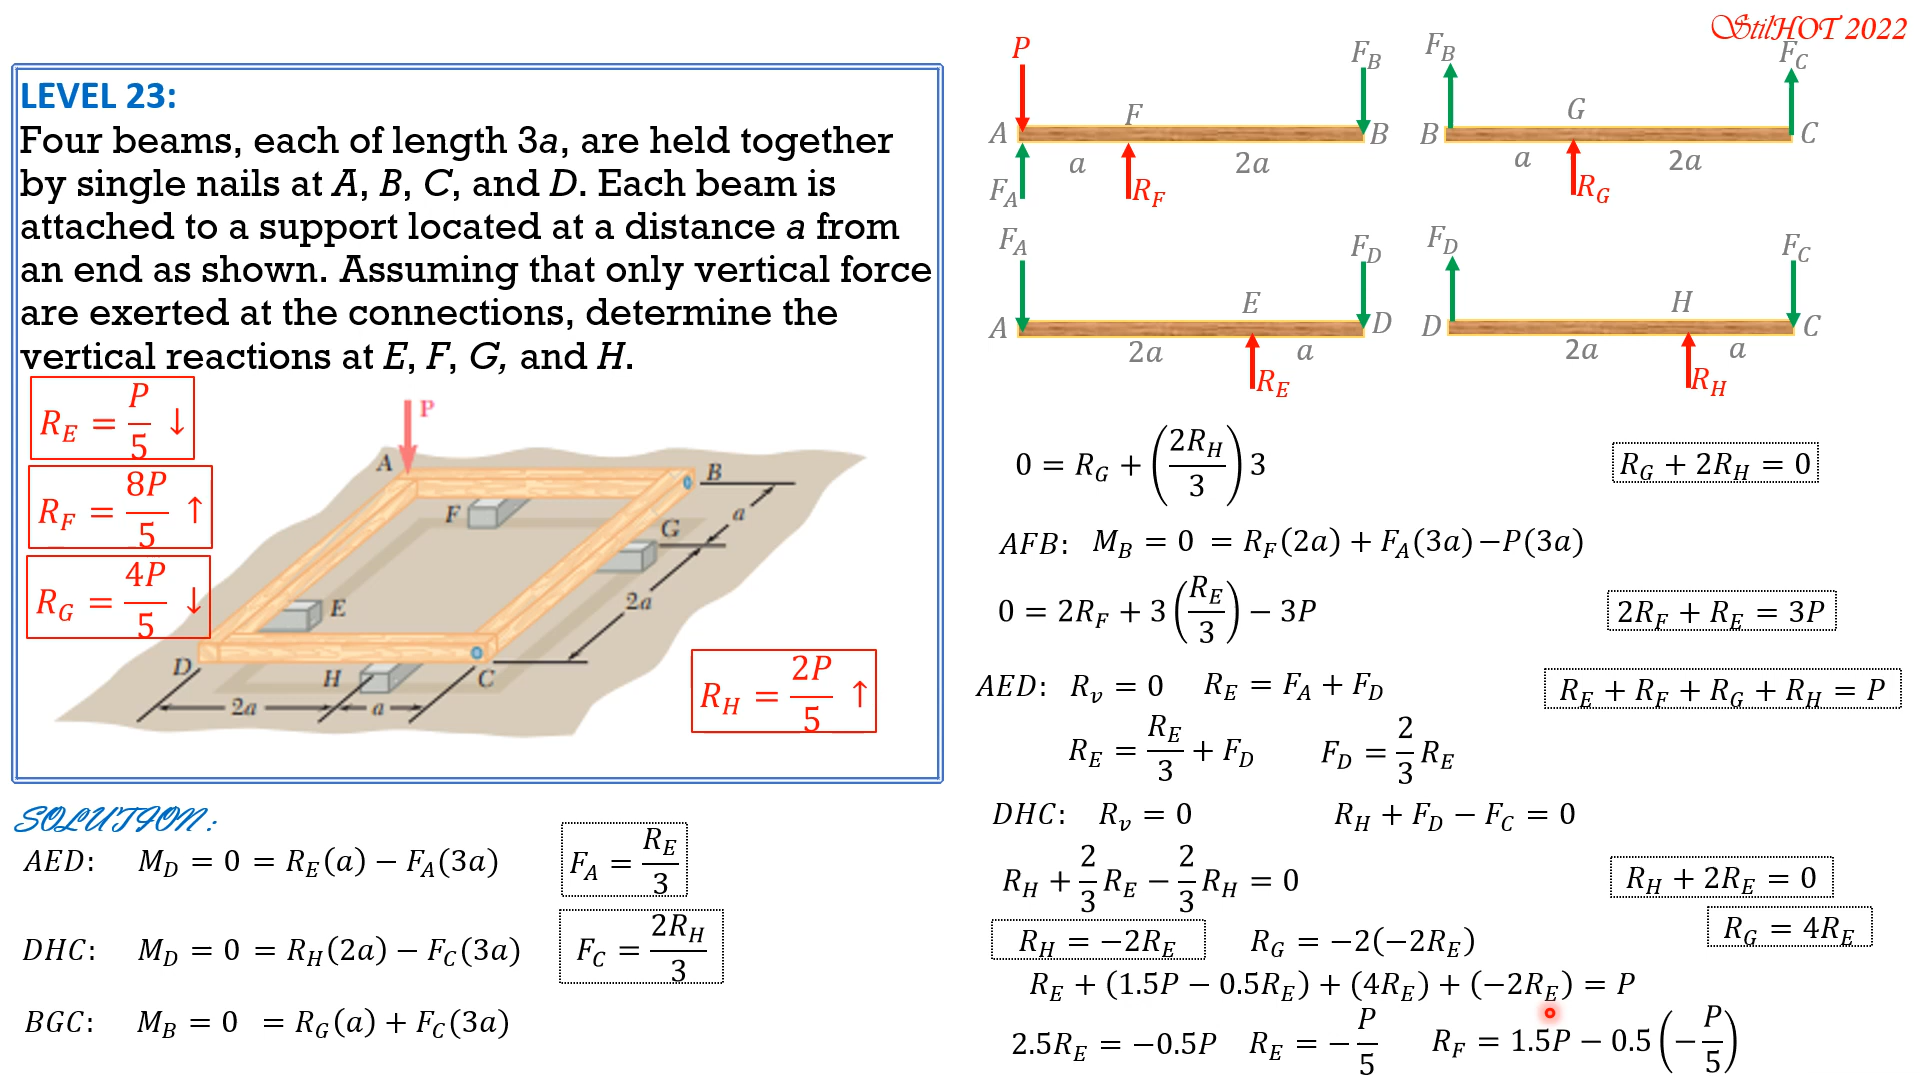 StilHOT 2022
LEVEL 23:
Four beams, each of length 3a, are held together
by single nails at A, B, C, and D. Each beam is
attached to a support located at a distance a from
an end as shown. Assuming that only vertical force
are exerted at the connections, determine the
vertical reactions at E, F, G, and H.
R_E = P/5 ↓
R_F = 8P/5 ↑
R_G = 4P/5 ↓
R_H = 2P/5 ↑
P
A
B
F
G
a
E
2a
D
H
C
2a
a
SOLUTION:
AED: M_D = 0 = R_E(a) − F_A(3a)
F_A = R_E/3
DHC: M_D = 0 = R_H(2a) − F_C(3a)
F_C = 2R_H/3
BGC: M_B = 0 = R_G(a) + F_C(3a)
P
F_B
A
F
B
a
2a
F_A
R_F
F_B
F_C
B
G
C
a
2a
R_G
F_A
F_D
A
E
D
2a
a
R_E
F_D
F_C
D
H
C
2a
a
R_H
0 = R_G + (2R_H/3)3
R_G + 2R_H = 0
AFB: M_B = 0 = R_F(2a) + F_A(3a) −P(3a)
0 = 2R_F + 3(R_E/3) − 3P
2R_F + R_E = 3P
AED: R_v = 0 R_E = F_A + F_D
R_E + R_F + R_G + R_H = P
R_E = R_E/3 + F_D F_D = 2/3 R_E
DHC: R_v = 0 R_H + F_D − F_C = 0
R_H + 2/3 R_E − 2/3 R_H = 0
R_H + 2R_E = 0
R_H = −2R_E R_G = −2(−2R_E)
R_G = 4R_E
R_E + (1.5P − 0.5R_E) + (4R_E) + (−2R_E) = P
2.5R_E = −0.5P R_E = −P/5 R_F = 1.5P − 0.5(−P/5)